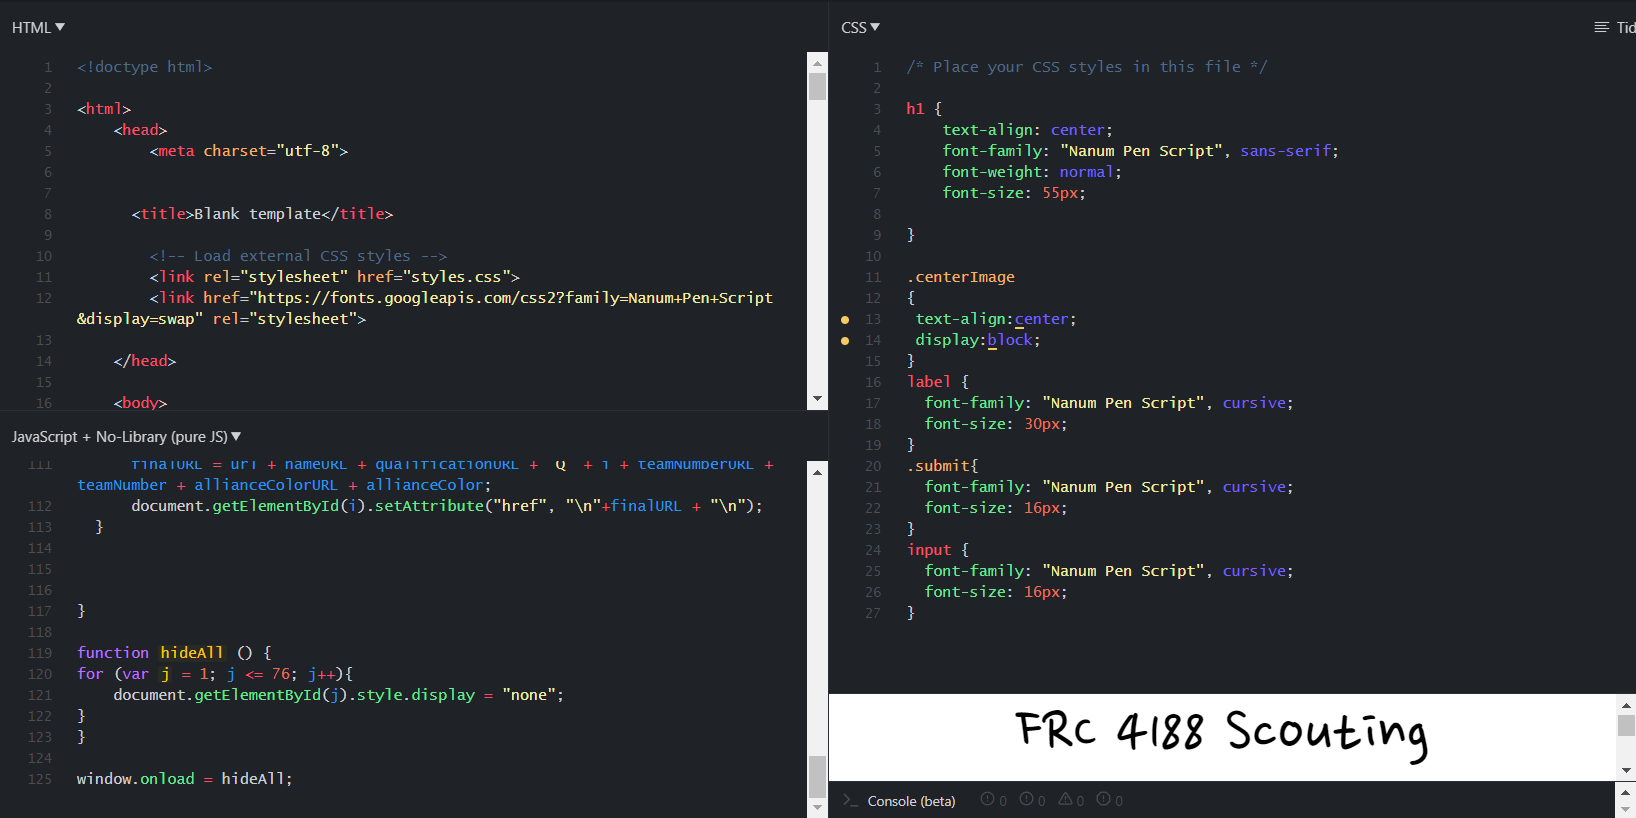 HTML▼
1 <!doctype html>
2
3 <html>
4 <head>
5 <meta charset="utf-8">
6
7
8 <title>Blank template</title>
9
10 <!-- Load external CSS styles -->
11 <link rel="stylesheet" href="styles.css">
12 <link href="https://fonts.googleapis.com/css2?family=Nanum+Pen+Script
&display=swap" rel="stylesheet">
13
14 </head>
15
16 <body>
JavaScript + No-Library (pure JS)▼
111 finalURL = url + nameURL + qualificationURL + "Q" + i + teamNumberURL +
teamNumber + allianceColorURL + allianceColor;
112 document.getElementById(i).setAttribute("href", "\n"+finalURL + "\n");
113 }
114
115
116
117 }
118
119 function hideAll () {
120 for (var j = 1; j <= 76; j++){
121 document.getElementById(j).style.display = "none";
122 }
123 }
124
125 window.onload = hideAll;
CSS▼
Tid
1 /* Place your CSS styles in this file */
2
3 h1 {
4 text-align: center;
5 font-family: "Nanum Pen Script", sans-serif;
6 font-weight: normal;
7 font-size: 55px;
8
9 }
10
11 .centerImage
12 {
13 text-align:center;
14 display:block;
15 }
16 label {
17 font-family: "Nanum Pen Script", cursive;
18 font-size: 30px;
19 }
20 .submit{
21 font-family: "Nanum Pen Script", cursive;
22 font-size: 16px;
23 }
24 input {
25 font-family: "Nanum Pen Script", cursive;
26 font-size: 16px;
27 }
FRC 4188 Scouting
>_ Console (beta) 0 0 0 0